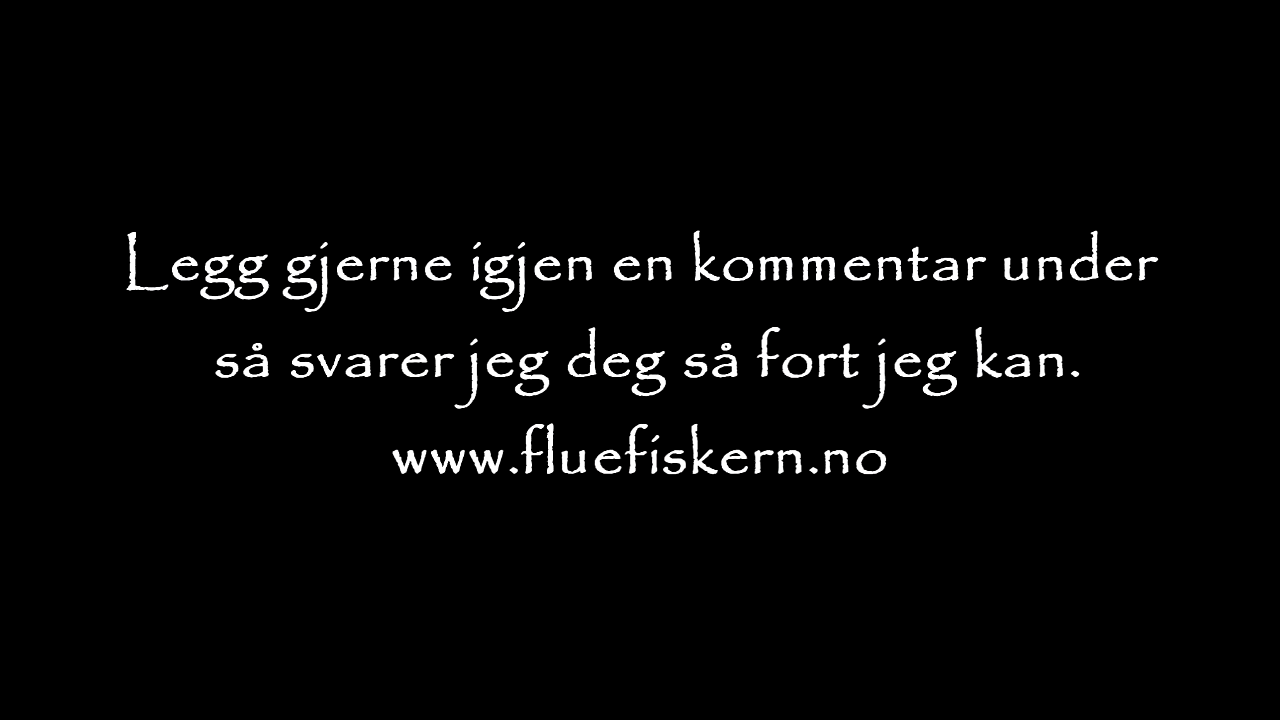 Legg gjerne igjen en kommentar under
så svarer jeg deg så fort jeg kan.
www.fluefiskern.no